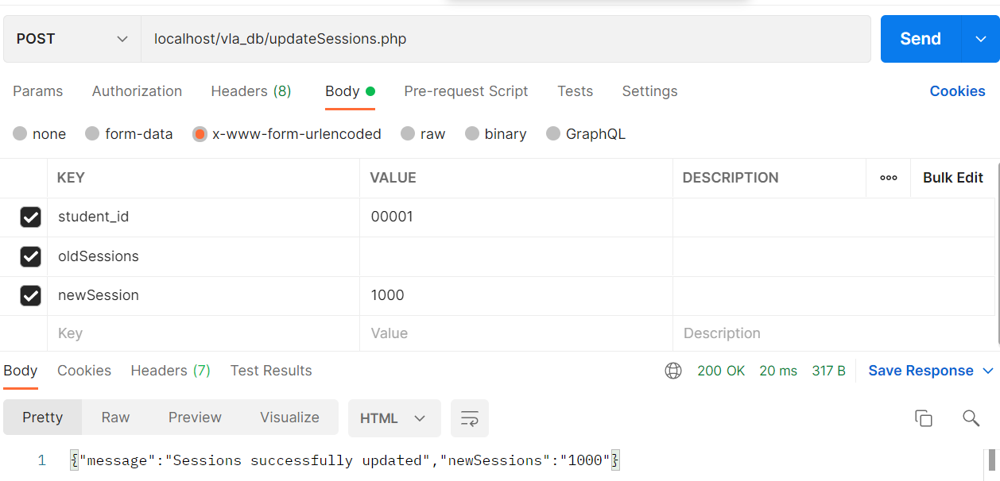 POST localhost/vla_db/updateSessions.php Send
Params Authorization Headers (8) Body Pre-request Script Tests Settings Cookies
none form-data x-www-form-urlencoded raw binary GraphQL
KEY VALUE DESCRIPTION ooo Bulk Edit
student_id 00001
oldSessions
newSession 1000
Key Value Description
Body Cookies Headers (7) Test Results 200 OK 20 ms 317 B Save Response
Pretty Raw Preview Visualize HTML
1 {"message":"Sessions successfully updated","newSessions":"1000"}